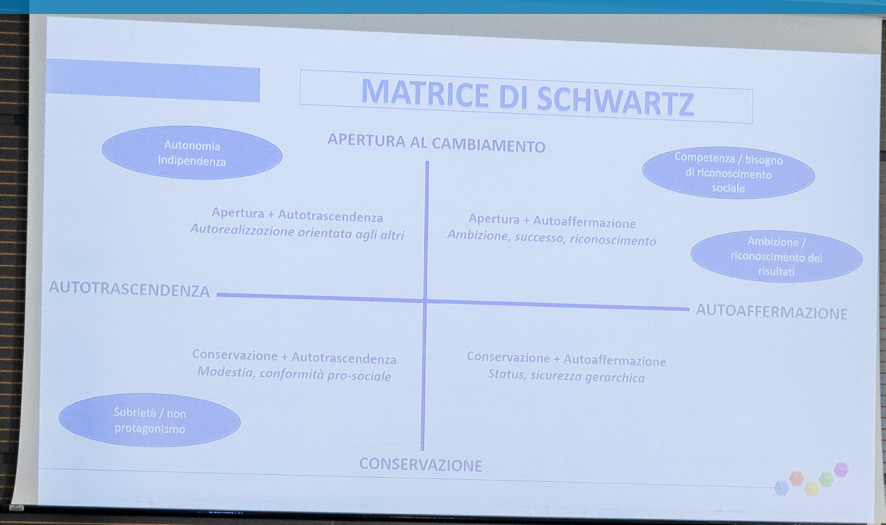 MATRICE DI SCHWARTZ
Autonomia
Indipendenza
APERTURA AL CAMBIAMENTO
Competenza / bisogno
di riconoscimento
sociale
Apertura + Autotrascendenza
Autorealizzazione orientata agli altri
Apertura + Autoaffermazione
Ambizione, successo, riconoscimento
Ambizione /
riconoscimento dei
risultati
AUTOTRASCENDENZA
AUTOAFFERMAZIONE
Conservazione + Autotrascendenza
Modestia, conformità pro-sociale
Conservazione + Autoaffermazione
Status, sicurezza gerarchica
Sobrietà / non
protagonismo
CONSERVAZIONE